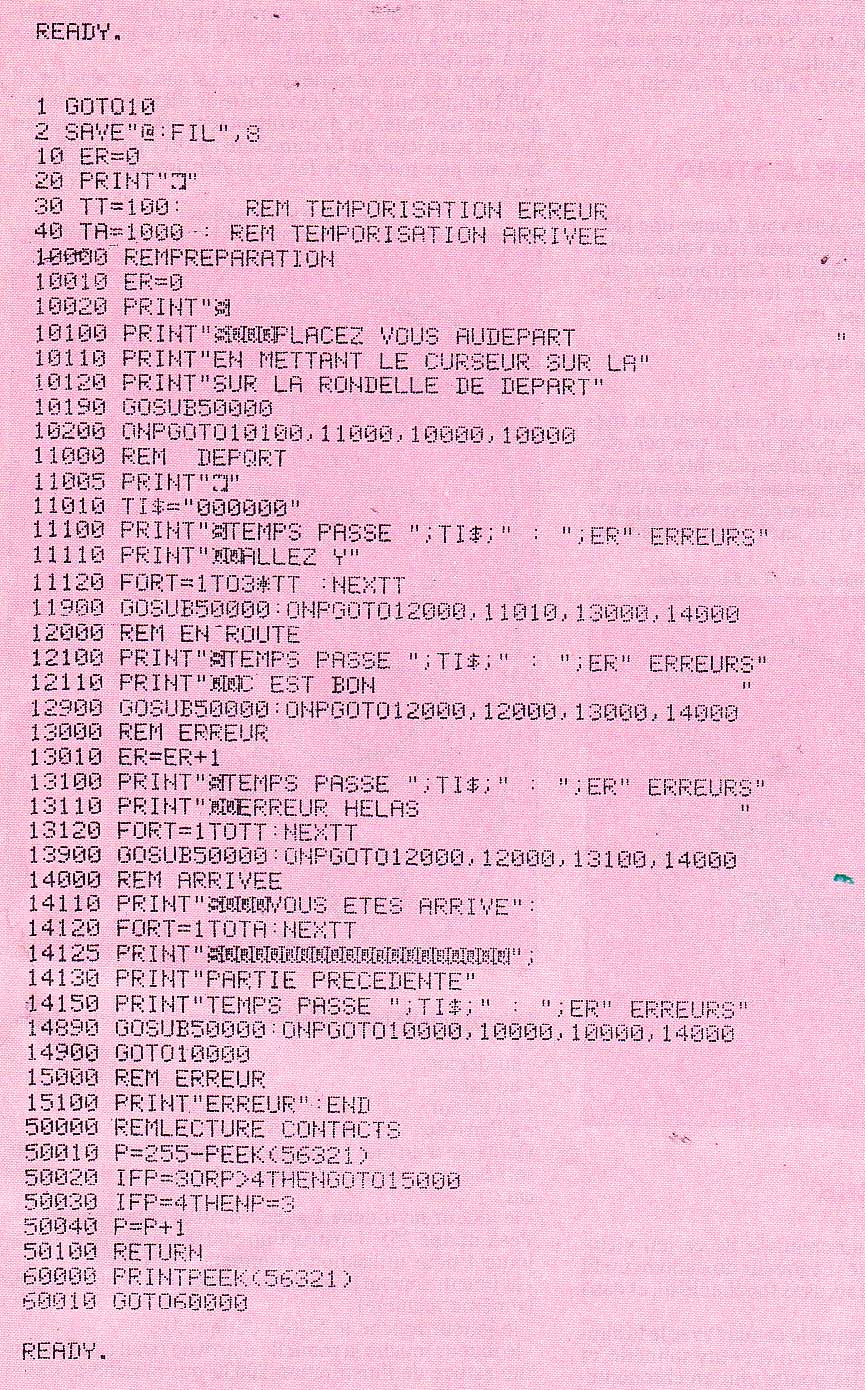 READY.
1 GOTO10
2 SAVE"@:FIL",8
10 ER=0
20 PRINT""
30 TT=100:    REM TEMPORISATION ERREUR
40 TA=1000 : REM TEMPORISATION ARRIVEE
10000 REMPREPARATION
10010 ER=0
10020 PRINT"
10100 PRINT"PLACEZ VOUS AUDEPART                 "
10110 PRINT"EN METTANT LE CURSEUR SUR LA"
10120 PRINT"SUR LA RONDELLE DE DEPART"
10190 GOSUB50000
10200 ONPGOTO10100,11000,10000,10000
11000 REM  DEPORT
11005 PRINT""
11010 TI$="000000"
11100 PRINT"TEMPS PASSE ";TI$;" : ";ER" ERREURS"
11110 PRINT"ALLEZ Y"
11120 FORT=1TO3*TT :NEXTT
11900 GOSUB50000:ONPGOTO12000,11010,13000,14000
12000 REM EN ROUTE
12100 PRINT"TEMPS PASSE ";TI$;" : ";ER" ERREURS"
12110 PRINT"C EST BON                        "
12900 GOSUB50000:ONPGOTO12000,12000,13000,14000
13000 REM ERREUR
13010 ER=ER+1
13100 PRINT"TEMPS PASSE ";TI$;" : ";ER" ERREURS"
13110 PRINT"ERREUR HELAS                     "
13120 FORT=1TOTT:NEXTT
13900 GOSUB50000:ONPGOTO12000,12000,13100,14000
14000 REM ARRIVEE
14110 PRINT"VOUS ETES ARRIVE":
14120 FORT=1TOTA:NEXTT
14125 PRINT"";
14130 PRINT"PARTIE PRECEDENTE"
14150 PRINT"TEMPS PASSE ";TI$;" : ";ER" ERREURS"
14890 GOSUB50000:ONPGOTO10000,10000,10000,14000
14900 GOTO10000
15000 REM ERREUR
15100 PRINT"ERREUR":END
50000 REMLECTURE CONTACTS
50010 P=255-PEEK(56321)
50020 IFP=3ORP>4THENGOTO15000
50030 IFP=4THENP=3
50040 P=P+1
50100 RETURN
60000 PRINTPEEK(56321)
60010 GOTO60000
READY.